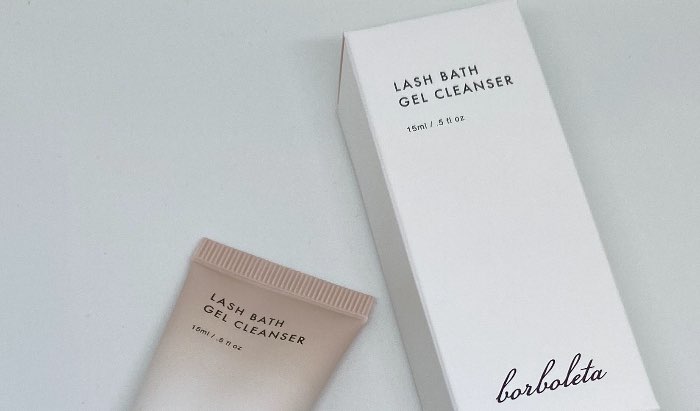 LASH BATH
GEL CLEANSER
15ml / .5 fl oz
borboleta
LASH BATH
GEL CLEANSER
15ml / .5 fl oz